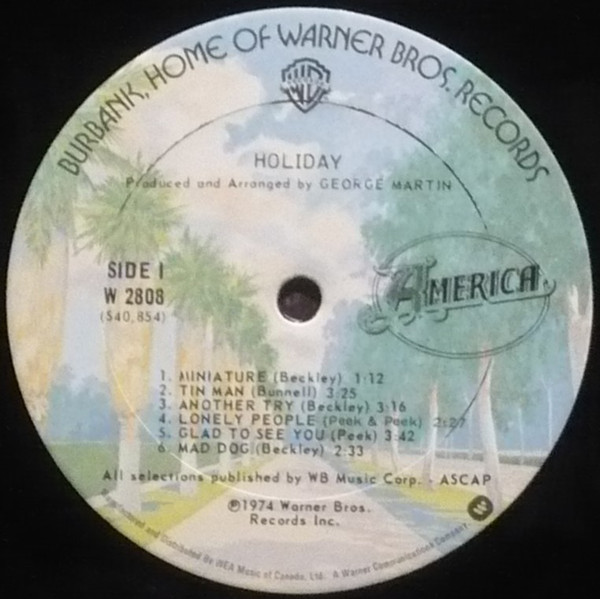 BURBANK, HOME OF WARNER BROS. RECORDS
HOLIDAY
Produced and Arranged by GEORGE MARTIN
SIDE 1
W 2808
(S40,854)
AMERICA
1. MINIATURE (Beckley) 1:12
2. TIN MAN (Bunnell) 3:25
3. ANOTHER TRY (Beckley) 3:16
4. LONELY PEOPLE (Peek & Peek) 2:27
5. GLAD TO SEE YOU (Peek) 3:42
6. MAD DOG (Beckley) 2:33
All selections published by WB Music Corp. - ASCAP
℗1974 Warner Bros.
Records Inc.
Manufactured and Distributed By WEA Music of Canada, Ltd. A Warner Communications Company